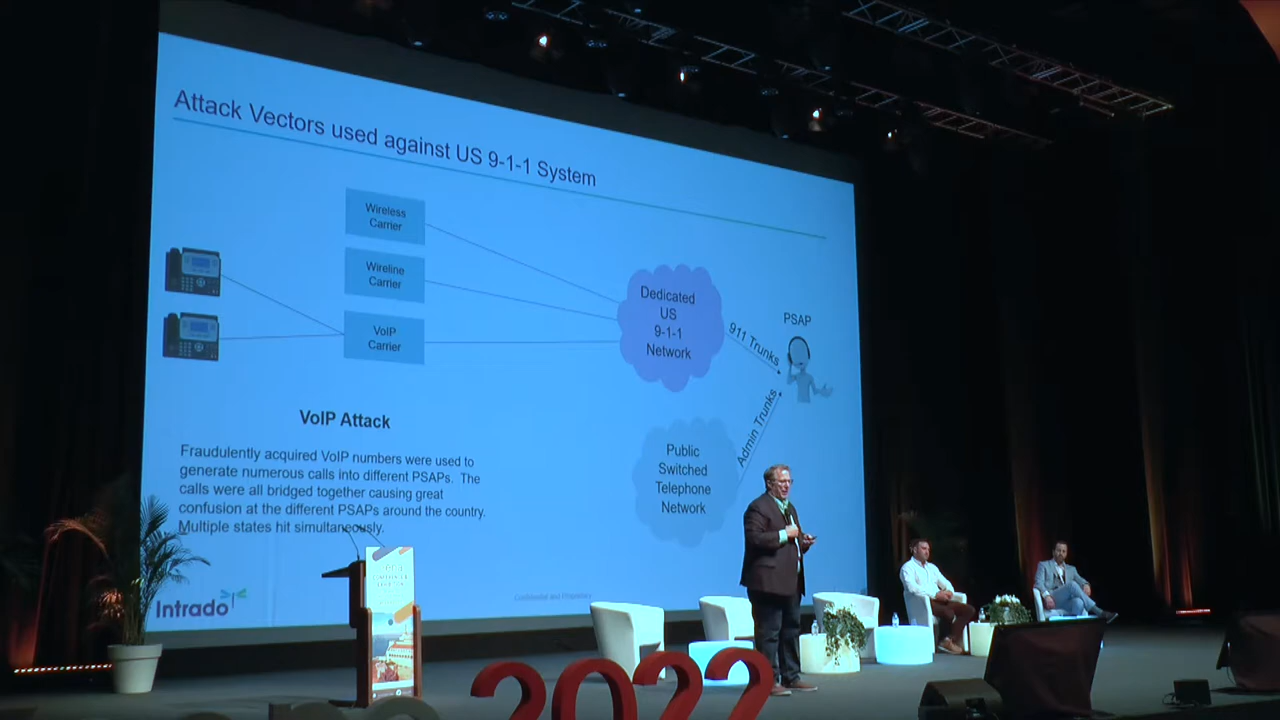 Attack Vectors used against US 9-1-1 System
Wireless
Carrier
Wireline
Carrier
VoIP
Carrier
Dedicated
US
9-1-1
Network
911 Trunks
PSAP
Admin Trunks
Public
Switched
Telephone
Network
VoIP Attack
Fraudulently acquired VoIP numbers were used to
generate numerous calls into different PSAPs. The
calls were all bridged together causing great
confusion at the different PSAPs around the country.
Multiple states hit simultaneously.
Intrado
Confidential and Proprietary
2022